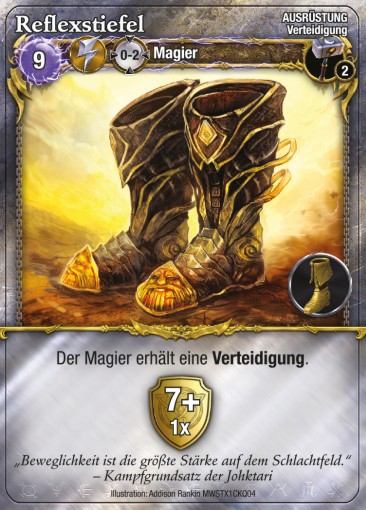 Reflexstiefel
AUSRÜSTUNG
Verteidigung
9
0-2
Magier
2
Der Magier erhält eine Verteidigung.
7+
1x
„Beweglichkeit ist die größte Stärke auf dem Schlachtfeld.“
– Kampfgrundsatz der Johktari
Illustration: Addison Rankin MWSTX1CKQ04